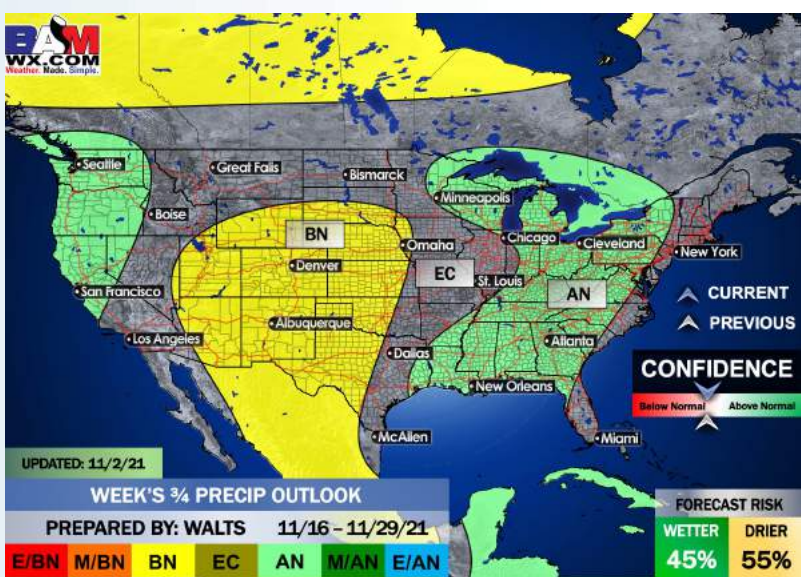 BAM
WX.COM
Weather. Made. Simple.
Seattle
Great Falls
Bismarck
Minneapolis
Boise
BN
Omaha
Chicago
Cleveland
New York
Denver
EC
St. Louis
San Francisco
AN
CURRENT
Albuquerque
PREVIOUS
Los Angeles
Atlanta
Dallas
CONFIDENCE
New Orleans
Below Normal
Above Normal
McAllen
Miami
UPDATED: 11/2/21
WEEK'S ¾ PRECIP OUTLOOK
FORECAST RISK
PREPARED BY: WALTS 11/16 – 11/29/21
WETTER DRIER
45% 55%
E/BN M/BN BN EC AN M/AN E/AN